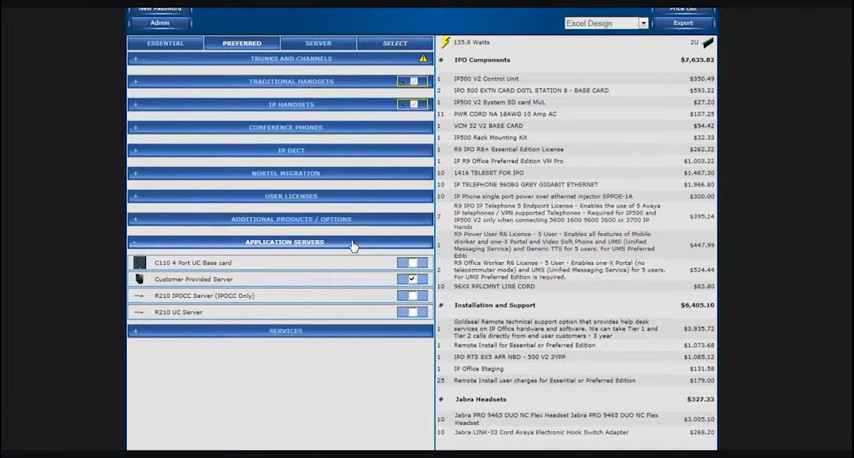 New Password
Price List
Admin
Excel Design
Export
ESSENTIAL
PREFERRED
SERVER
SELECT
TRUNKS AND CHANNELS
TRADITIONAL HANDSETS
IP HANDSETS
CONFERENCE PHONES
IP DECT
NORTEL MIGRATION
USER LICENSES
ADDITIONAL PRODUCTS / OPTIONS
APPLICATION SERVERS
C110 4 Port UC Base card
Customer Provided Server
R210 IPOCC Server (IPOCC Only)
R210 UC Server
SERVICES
135.8 Watts 2U
# IPO Components $7,635.82
1 IP500 V2 Control Unit $350.49
2 IPO 500 EXTN CARD DGTL STATION 8 - BASE CARD $593.22
1 IP500 V2 System SD card MUL $27.20
11 PWR CORD NA 18AWG 10 Amp AC $107.25
1 VCM 32 V2 BASE CARD $94.42
1 IP500 Rack Mounting Kit $32.33
1 R9 IPO R8+ Essential Edition License $262.22
1 IP R9 Office Preferred Edition VM Pro $1,003.22
10 1416 TELESET FOR IPO $1,467.30
10 IP TELEPHONE 9608G GREY GIGABIT ETHERNET $1,966.80
10 IP Phone single port power over ethernet injector SPPOE-1A $300.00
2 R9 IPO IP Telephone 5 Endpoint License - Enables the use of 5 Avaya $395.14
IP telephones / VPN supported Telephones - Required for IP500 and
IP500 V2 only when connecting 5600 1600 9600 3600 or 3700 IP
Hands
1 R9 Power User R6 License - 5 User - Enables all features of Mobile $447.99
Worker and one-X Portal and Video Soft Phone and UMS (Unified
Messaging Service) and Generic TTS for 5 users. For IP Office Preferred
Editi
2 R9 Office Worker R6 License - 5 User - Enables one-X Portal (no $524.44
telecommuter mode) and UMS (Unified Messaging Service) for 5 users.
For IP Office Preferred Edition is required.
10 96XX RPLCMNT LINE CORD $63.80
# Installation and Support $6,405.10
1 Goldseal Remote technical support option that provides help desk $3,935.72
services on IP Office hardware and software. We can take Tier 1 and
Tier 2 calls directly from end user customers - 3 year
1 Remote Install for Essential or Preferred Edition $1,073.68
1 IPO RTS 8X5 APR NBD - 500 V2 3YPP $1,085.12
1 IP Office Staging $131.58
25 Remote Install user charges for Essential or Preferred Edition $179.00
# Jabra Headsets $327.33
10 Jabra PRO 9465 DUO NC Flex Headset Jabra PRO 9465 DUO NC Flex $3,005.10
Headset
10 Jabra LINK-33 Cord Avaya Electronic Hook Switch Adapter $268.20